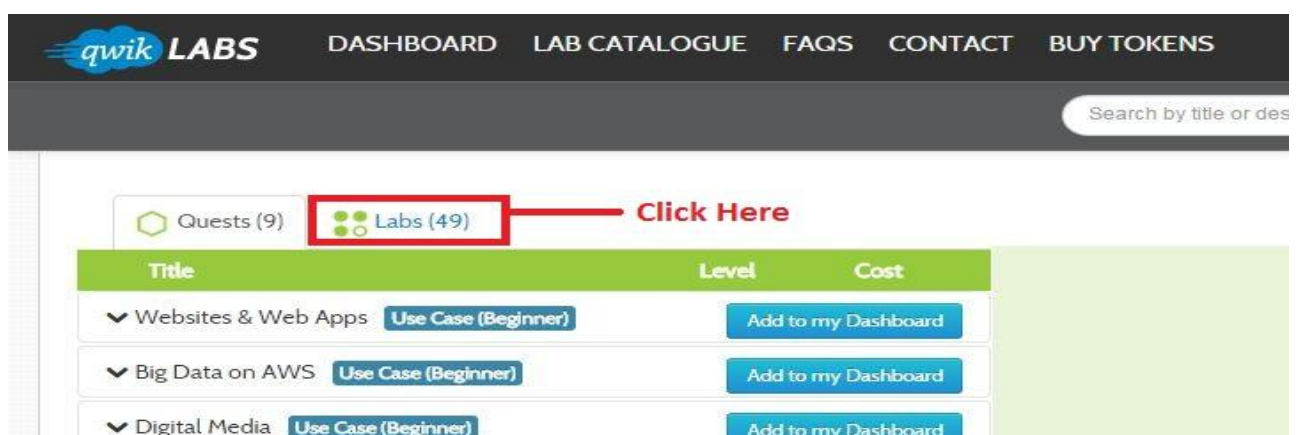 qwik LABS DASHBOARD LAB CATALOGUE FAQS CONTACT BUY TOKENS
Search by title or des
Quests (9) Labs (49) Click Here
Title Level Cost
Websites & Web Apps Use Case (Beginner) Add to my Dashboard
Big Data on AWS Use Case (Beginner) Add to my Dashboard
Digital Media Use Case (Beginner) Add to my Dashboard